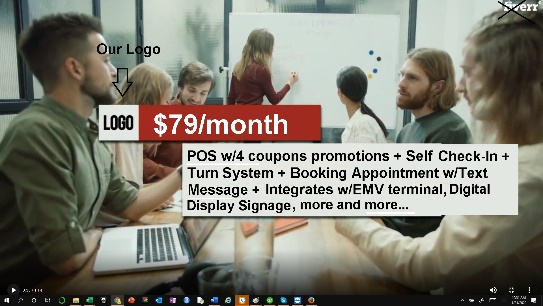 fiverr
Our Logo
LOGO
$79/month
POS w/4 coupons promotions + Self Check-In +
Turn System + Booking Appointment w/Text
Message + Integrates w/EMV terminal, Digital
Display Signage, more and more...